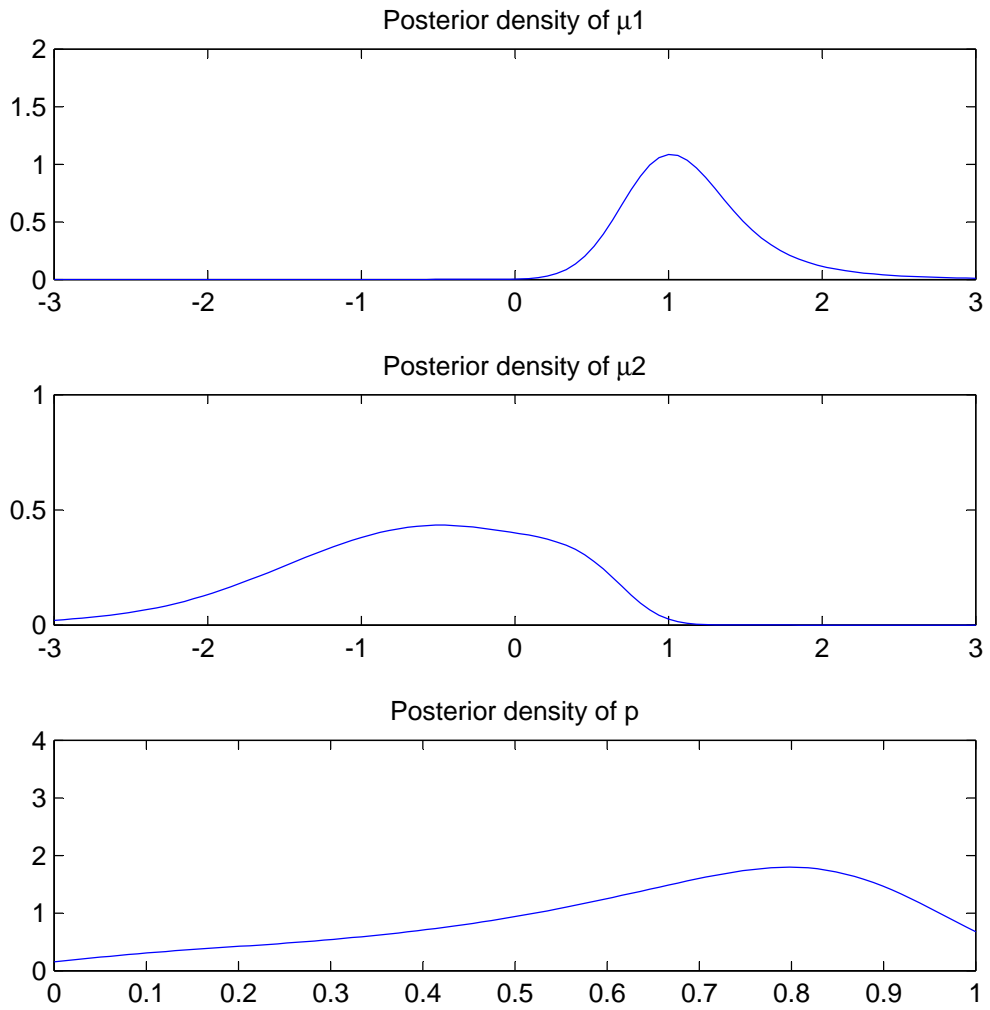 Posterior density of μ1
2
1.5
1
0.5
0
-3 -2 -1 0 1 2 3
Posterior density of μ2
1
0.5
0
-3 -2 -1 0 1 2 3
Posterior density of p
4
3
2
1
0
0 0.1 0.2 0.3 0.4 0.5 0.6 0.7 0.8 0.9 1